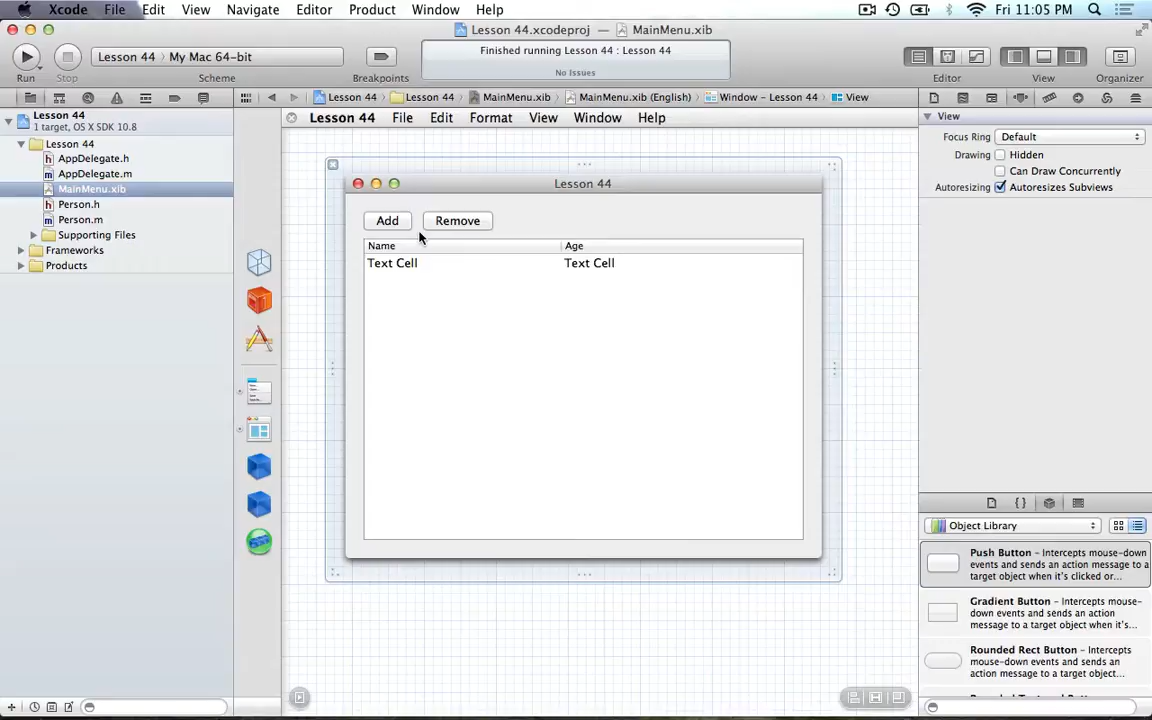 Xcode File Edit View Navigate Editor Product Window Help Fri 11:05 PM
Lesson 44.xcodeproj — MainMenu.xib
Run Stop
Lesson 44 My Mac 64-bit
Scheme
Breakpoints
Finished running Lesson 44 : Lesson 44
No Issues
Editor View Organizer
Lesson 44 Lesson 44 MainMenu.xib MainMenu.xib (English) Window - Lesson 44 View
Lesson 44
1 target, OS X SDK 10.8
Lesson 44
AppDelegate.h
AppDelegate.m
MainMenu.xib
Person.h
Person.m
Supporting Files
Frameworks
Products
Lesson 44 File Edit Format View Window Help
Lesson 44
Add Remove
Name Age
Text Cell Text Cell
View
Focus Ring Default
Drawing Hidden
Can Draw Concurrently
Autoresizing Autoresizes Subviews
Object Library
Push Button - Intercepts mouse-down
events and sends an action message to a
target object when it's clicked or...
Gradient Button - Intercepts mouse-
down events and sends an action
message to a target object when it's...
Rounded Rect Button - Intercepts
mouse-down events and sends an
action message to a target object...